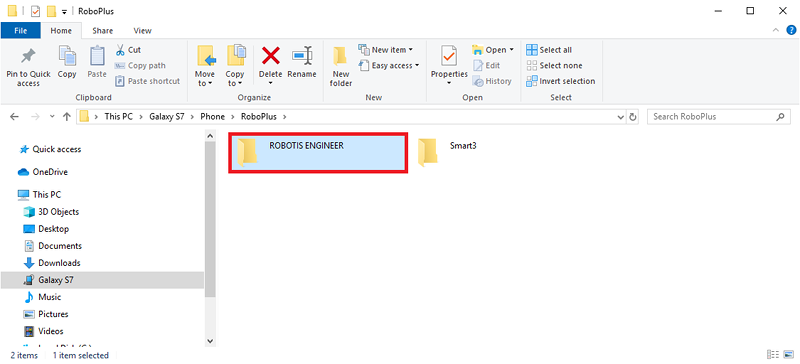 RoboPlus
File Home Share View
Pin to Quick access
Copy
Paste
Cut
Copy path
Paste shortcut
Clipboard
Move to
Copy to
Delete
Rename
Organize
New folder
New item
Easy access
New
Properties
Open
Edit
History
Open
Select all
Select none
Invert selection
Select
This PC > Galaxy S7 > Phone > RoboPlus >
Search RoboPlus
Quick access
OneDrive
This PC
3D Objects
Desktop
Documents
Downloads
Galaxy S7
Music
Pictures
Videos
ROBOTIS ENGINEER
Smart3
2 items 1 item selected